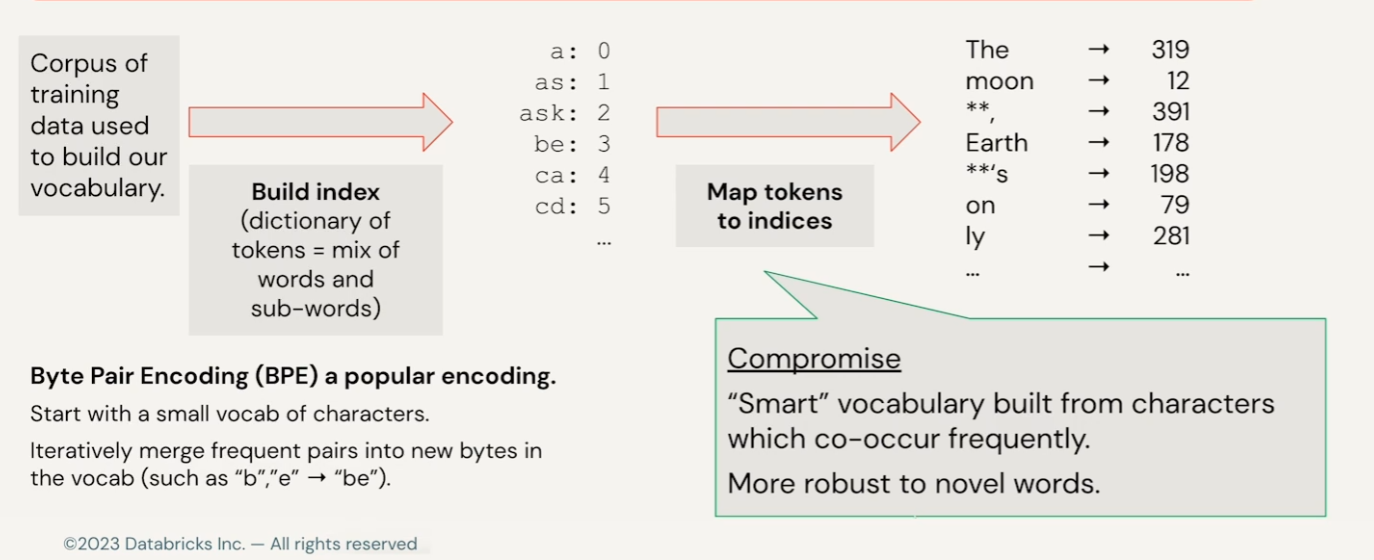 Corpus of
training
data used
to build our
vocabulary.
Build index
(dictionary of
tokens = mix of
words and
sub-words)
a: 0
as: 1
ask: 2
be: 3
ca: 4
cd: 5
...
Map tokens
to indices
The → 319
moon → 12
**, → 391
Earth → 178
**‘s → 198
on → 79
ly → 281
... → ...
Byte Pair Encoding (BPE) a popular encoding.
Start with a small vocab of characters.
Iteratively merge frequent pairs into new bytes in
the vocab (such as “b”,”e” → “be”).
Compromise
“Smart” vocabulary built from characters
which co-occur frequently.
More robust to novel words.
©2023 Databricks Inc. — All rights reserved